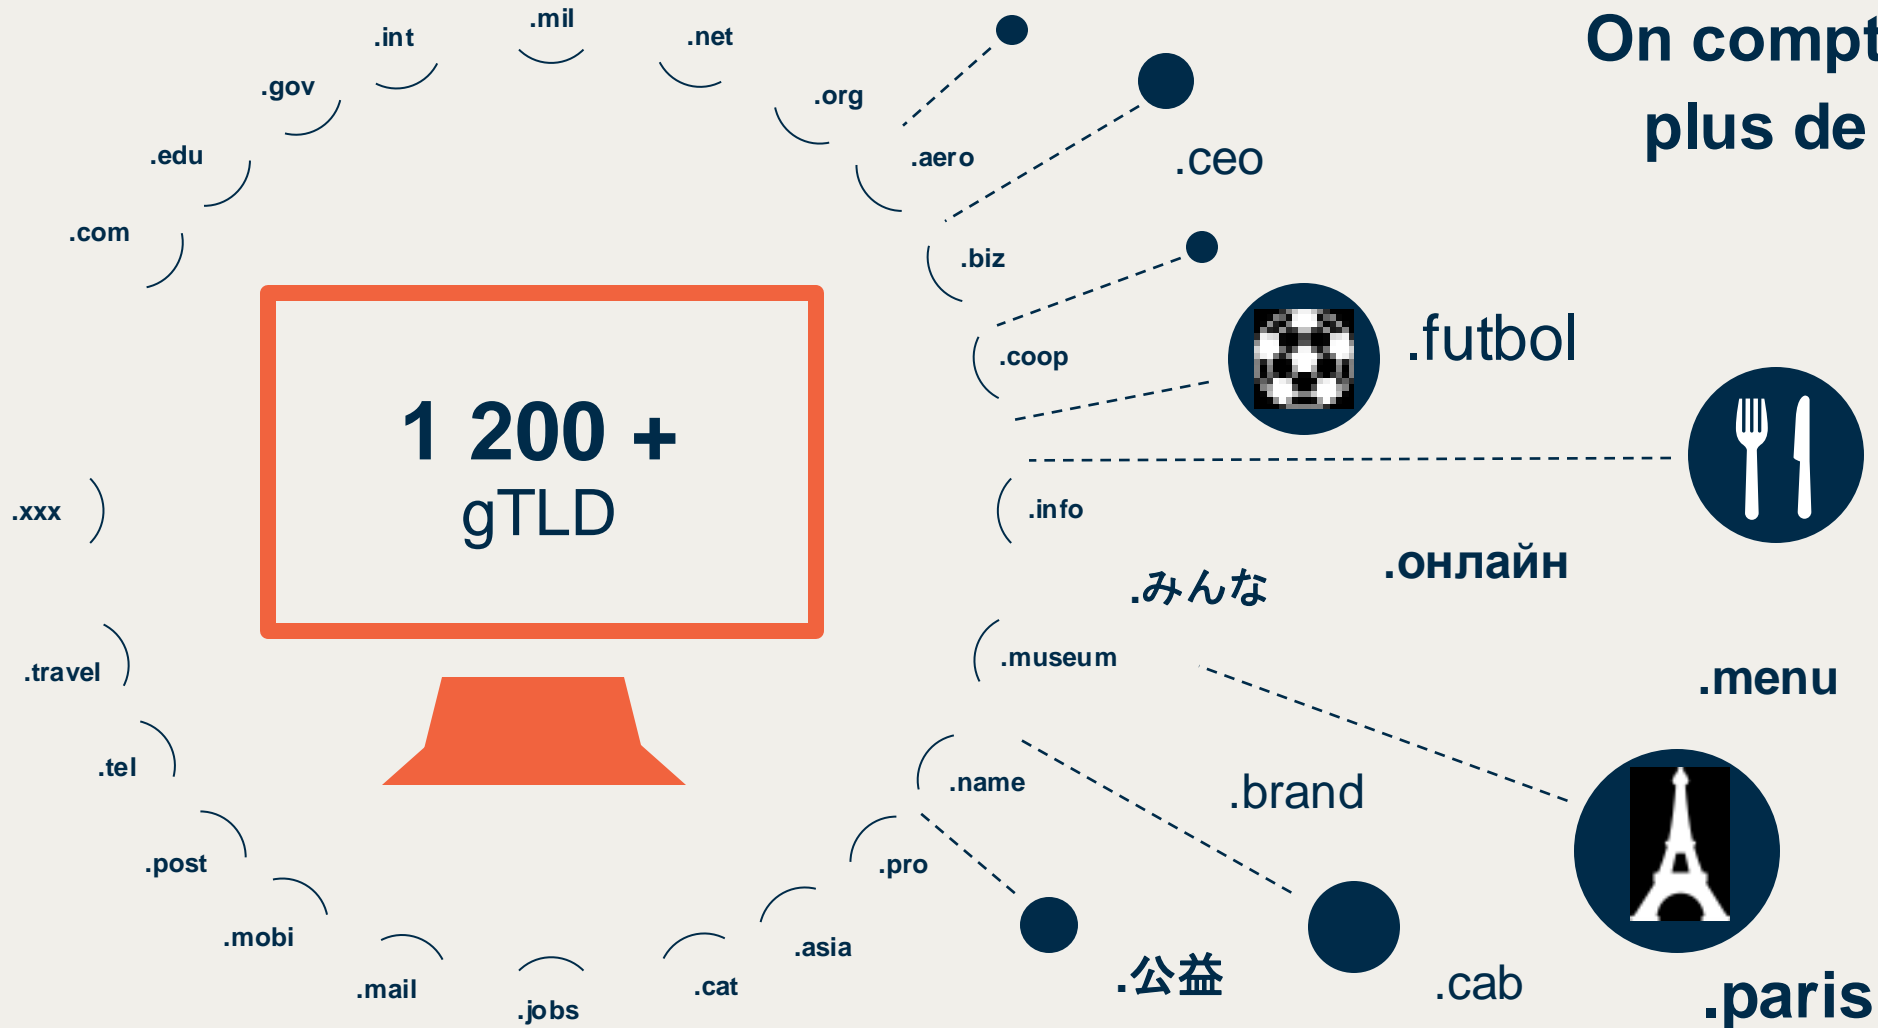 .mil
.int
.net
On compt
.gov
.org
plus de
.edu
.aero
.ceo
.com
.biz
.futbol
.coop
1 200 +
gTLD
.xxx
.info
.онлайн
.みんな
.museum
.travel
.menu
.tel
.name
.brand
.post
.pro
.mobi
.asia
.mail
.cat
.公益
.cab
.paris
.jobs